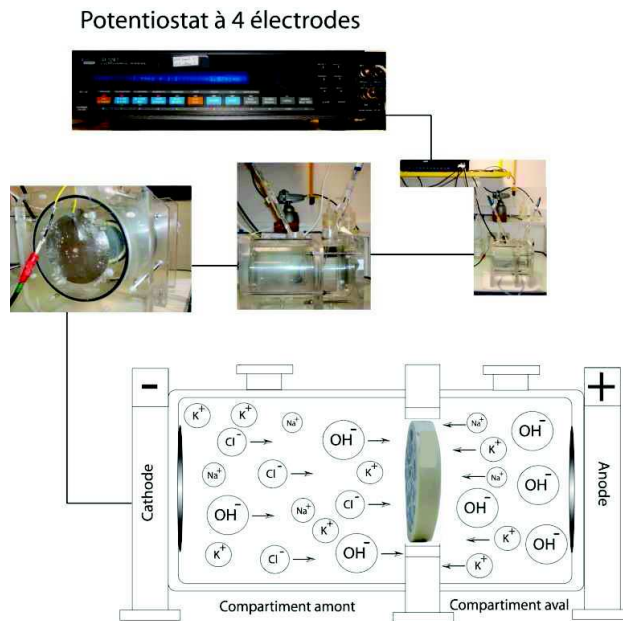 Potentiostat à 4 électrodes
-
+
K+ K+ Na+ Na+
Cl- OH- OH-
K+
Na+ Cl- K+ Na+ OH-
Cl-
OH- Na+ OH-
K+ K+
K+ Cl- OH- OH-
K+
Cathode
Anode
Compartiment amont Compartiment aval